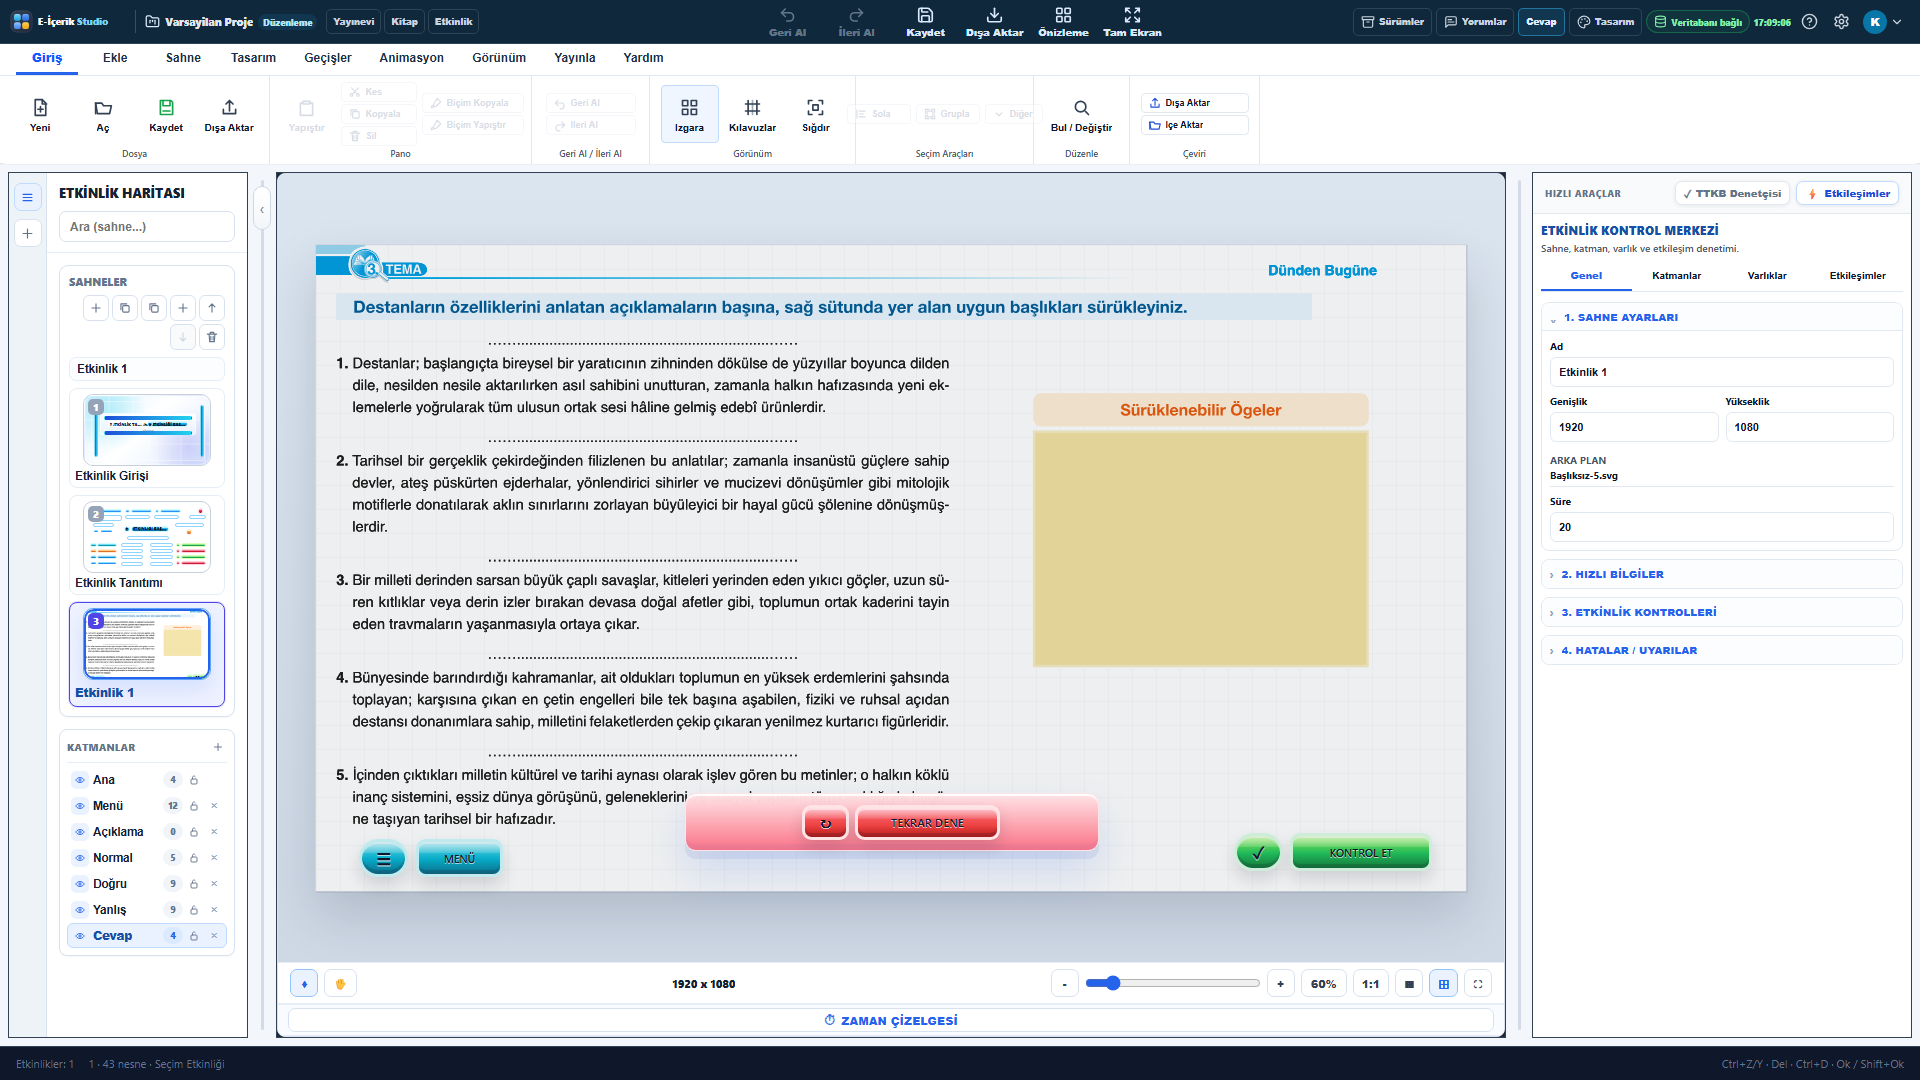 E-İçerik Studio
Varsayılan Proje
Düzenleme
Yayınevi
Kitap
Etkinlik
Geri Al
İleri Al
Kaydet
Dışa Aktar
Önizleme
Tam Ekran
Sürümler
Yorumlar
Cevap
Tasarım
Veritabanı bağlı
17:09:06
K
Giriş
Ekle
Sahne
Tasarım
Geçişler
Animasyon
Görünüm
Yayınla
Yardım
Yeni
Aç
Kaydet
Dışa Aktar
Dosya
Yapıştır
Kes
Kopyala
Sil
Biçim Kopyala
Biçim Yapıştır
Pano
Geri Al
İleri Al
Geri Al / İleri Al
Izgara
Kılavuzlar
Sığdır
Görünüm
Sola
Grupla
Diğer
Seçim Araçları
Bul / Değiştir
Düzenle
Dışa Aktar
İçe Aktar
Çeviri
ETKİNLİK HARİTASI
Ara (sahne...)
SAHNELER
Etkinlik 1
1
Etkinlik Girişi
2
Etkinlik Tanıtımı
3
Etkinlik 1
KATMANLAR
Ana 4
Menü 12
Açıklama 0
Normal 5
Doğru 9
Yanlış 9
Cevap 4
3 TEMA
Dünden Bugüne
Destanların özelliklerini anlatan açıklamaların başına, sağ sütunda yer alan uygun başlıkları sürükleyiniz.
1. Destanlar; başlangıçta bireysel bir yaratıcının zihninden dökülse de yüzyıllar boyunca dilden
dile, nesilden nesile aktarılırken asıl sahibini unutturan, zamanla halkın hafızasında yeni ek-
lemelerle yoğrularak tüm ulusun ortak sesi hâline gelmiş edebî ürünlerdir.
2. Tarihsel bir gerçeklik çekirdeğinden filizlenen bu anlatılar; zamanla insanüstü güçlere sahip
devler, ateş püskürten ejderhalar, yönlendirici sihirler ve mucizevi dönüşümler gibi mitolojik
motiflerle donatılarak aklın sınırlarını zorlayan büyüleyici bir hayal gücü şölenine dönüşmüş-
lerdir.
3. Bir milleti derinden sarsan büyük çaplı savaşlar, kitleleri yerinden eden yıkıcı göçler, uzun sü-
ren kıtlıklar veya derin izler bırakan devasa doğal afetler gibi, toplumun ortak kaderini tayin
eden travmaların yaşanmasıyla ortaya çıkar.
4. Bünyesinde barındırdığı kahramanlar, ait oldukları toplumun en yüksek erdemlerini şahsında
toplayan; karşısına çıkan en çetin engelleri bile tek başına aşabilen, fiziki ve ruhsal açıdan
destansı donanımlara sahip, milletini felaketlerden çekip çıkaran yenilmez kurtarıcı figürleridir.
5. İçinden çıktıkları milletin kültürel ve tarihi aynası olarak işlev gören bu metinler; o halkın köklü
inanç sistemini, eşsiz dünya görüşünü, geleneklerini
ne taşıyan tarihsel bir hafızadır.
Sürüklenebilir Ögeler
TEKRAR DENE
MENÜ
KONTROL ET
1920 x 1080
-
+
60%
1:1
ZAMAN ÇİZELGESİ
HIZLI ARAÇLAR
TTKB Denetçisi
Etkileşimler
ETKİNLİK KONTROL MERKEZİ
Sahne, katman, varlık ve etkileşim denetimi.
Genel
Katmanlar
Varlıklar
Etkileşimler
1. SAHNE AYARLARI
Ad
Etkinlik 1
Genişlik
Yükseklik
1920
1080
ARKA PLAN
Başlıksız-5.svg
Süre
20
2. HIZLI BİLGİLER
3. ETKİNLİK KONTROLLERİ
4. HATALAR / UYARILAR
Etkinlikler: 1
1 · 43 nesne · Seçim Etkinliği
Ctrl+Z/Y · Del · Ctrl+D · Ok / Shift+Ok